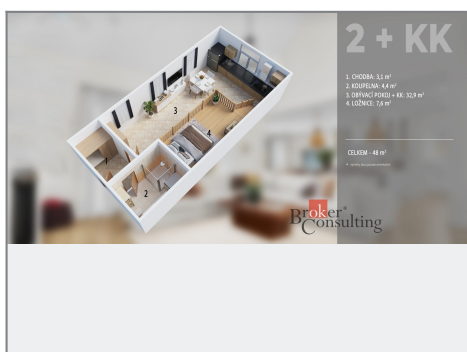 2 + KK
1. CHODBA: 3,1 m²
2. KOUPELNA: 4,4 m²
3. OBÝVACÍ POKOJ + KK: 32,9 m²
4. LOŽNICE: 7,6 m²
CELKEM - 48 m²
3
4
2
Broker
Consulting